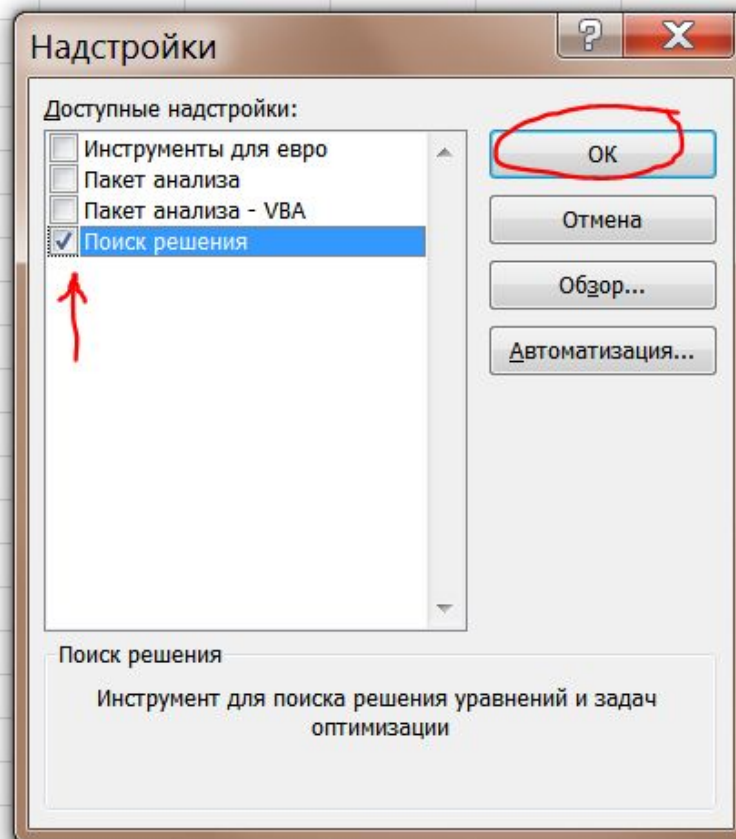 Надстройки
Доступные надстройки:
Инструменты для евро
Пакет анализа
Пакет анализа - VBA
Поиск решения
ОК
Отмена
Обзор...
Автоматизация...
Поиск решения
Инструмент для поиска решения уравнений и задач
оптимизации